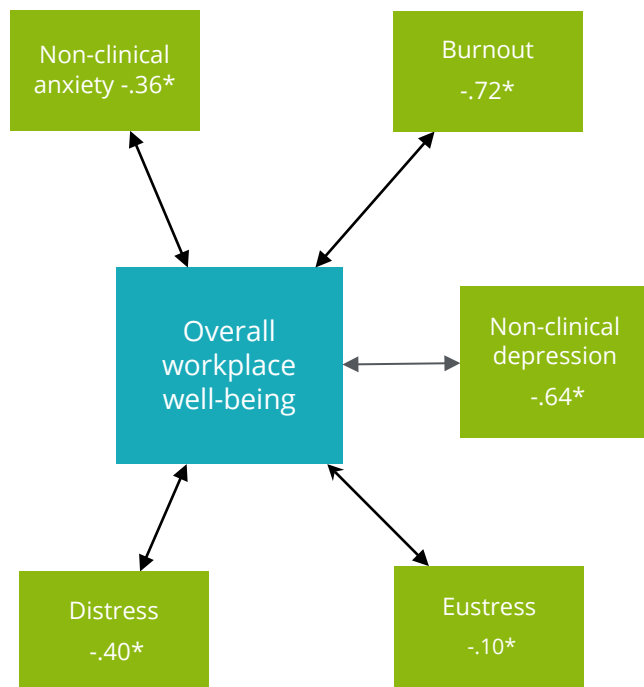 Non-clinical
anxiety -.36*
Burnout
-.72*
Overall
workplace
well-being
Non-clinical
depression
-.64*
Distress
-.40*
Eustress
-.10*